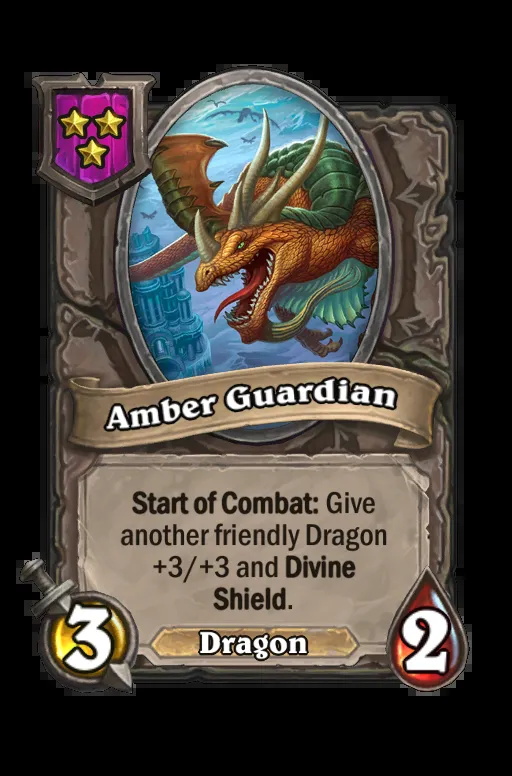 Amber Guardian
Start of Combat: Give
another friendly Dragon
+3/+3 and Divine
Shield.
3
Dragon
2